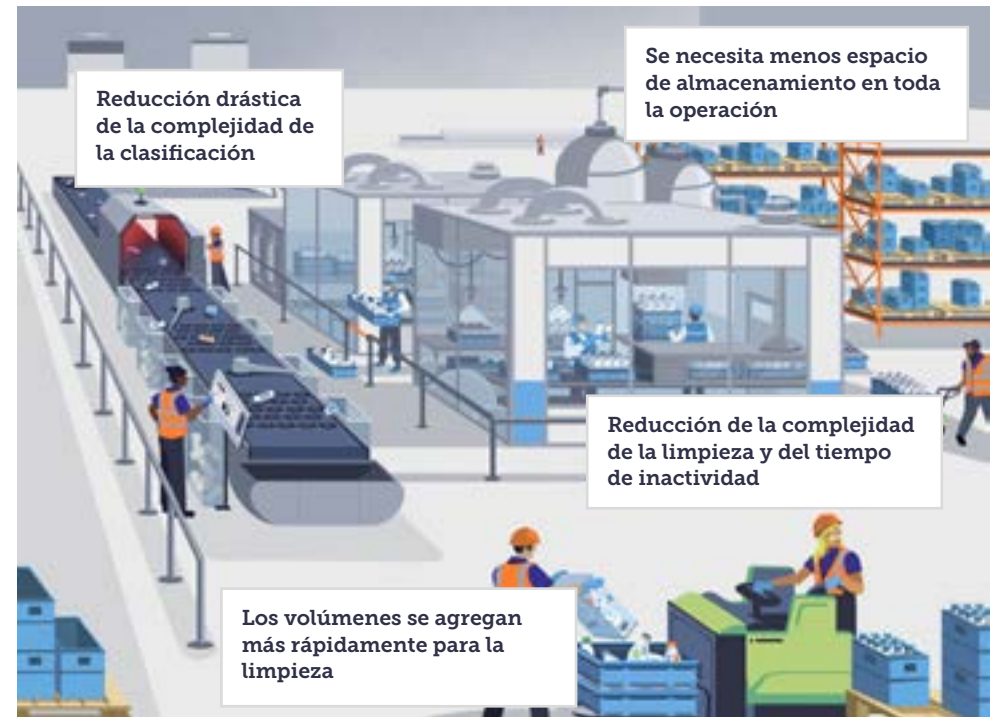 Reducción drástica
de la complejidad de
la clasificación
Se necesita menos espacio
de almacenamiento en toda
la operación
Reducción de la complejidad
de la limpieza y del tiempo
de inactividad
Los volúmenes se agregan
más rápidamente para la
limpieza